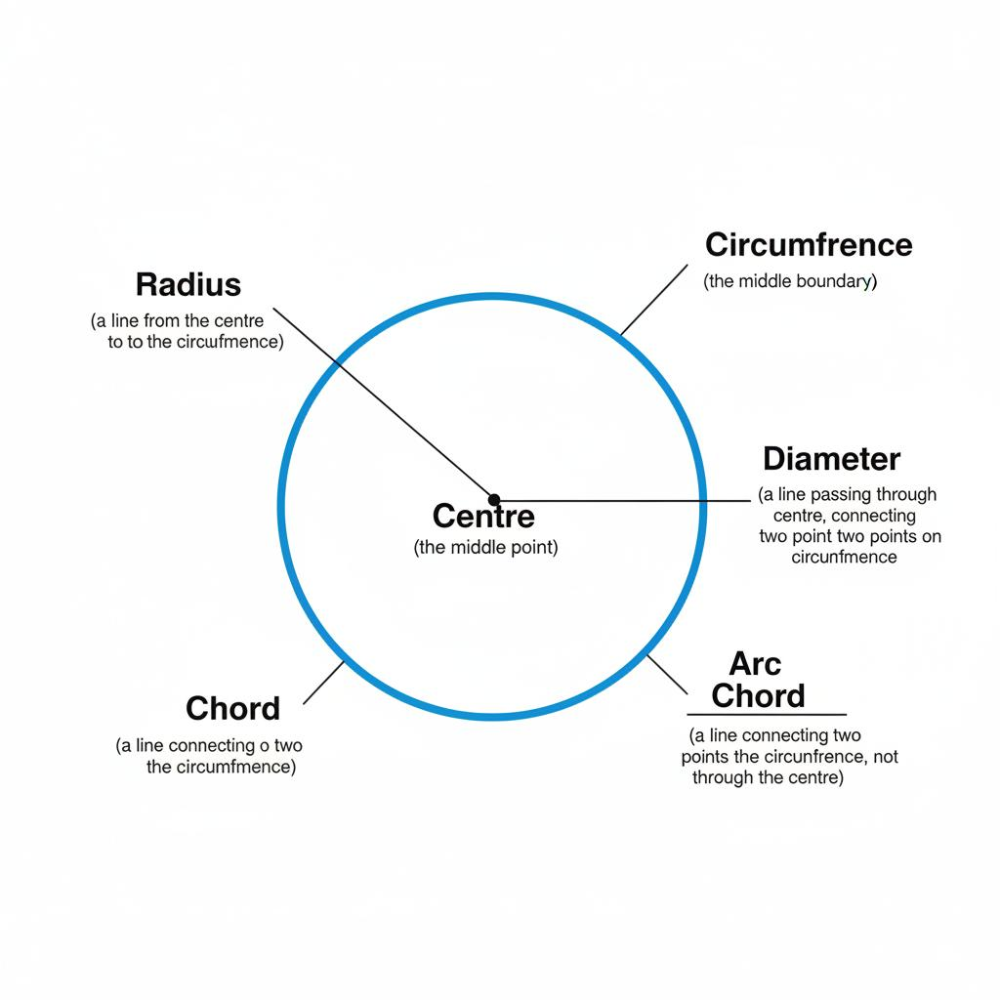 Circumfrence
(the middle boundary)
Radius
(a line from the centre
to to the circufmence)
Diameter
(a line passing through
centre, connecting
two point two points on
circunfmence
Centre
(the middle point)
Arc
Chord
(a line connecting two
points the circunfrence, not
through the centre)
Chord
(a line connecting o two
the circumfmence)